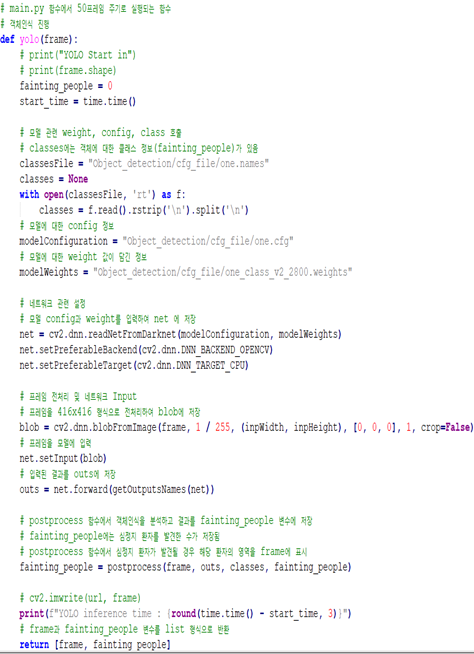 # main.py 함수에서 50프레임 주기로 실행되는 함수
# 객체인식 진행
def yolo(frame):
    # print("YOLO Start in")
    # print(frame.shape)
    fainting_people = 0
    start_time = time.time()

    # 모델 관련 weight, config, class 호출
    # classes에는 객체에 대한 클래스 정보(fainting_people)가 있음
    classesFile = "Object_detection/cfg_file/one.names"
    classes = None
    with open(classesFile, 'rt') as f:
        classes = f.read().rstrip('\n').split('\n')
    # 모델에 대한 config 정보
    modelConfiguration = "Object_detection/cfg_file/one.cfg"
    # 모델에 대한 weight 값이 담긴 정보
    modelWeights = "Object_detection/cfg_file/one_class_v2_2800.weights"

    # 네트워크 관련 설정
    # 모델 config과 weight를 입력하여 net 에 저장
    net = cv2.dnn.readNetFromDarknet(modelConfiguration, modelWeights)
    net.setPreferableBackend(cv2.dnn.DNN_BACKEND_OPENCV)
    net.setPreferableTarget(cv2.dnn.DNN_TARGET_CPU)

    # 프레임 전처리 및 네트워크 Input
    # 프레임을 416x416 형식으로 전처리하여 blob에 저장
    blob = cv2.dnn.blobFromImage(frame, 1 / 255, (inpWidth, inpHeight), [0, 0, 0], 1, crop=False)
    # 프레임을 모델에 입력
    net.setInput(blob)
    # 입력된 결과를 outs에 저장
    outs = net.forward(getOutputsNames(net))

    # postprocess 함수에서 객체인식을 분석하고 결과를 fainting_people 변수에 저장
    # fainting_people에는 심정지 환자를 발견한 수가 저장됨
    # postprocess 함수에서 심정지 환자가 발견될 경우 해당 환자의 영역을 frame에 표시
    fainting_people = postprocess(frame, outs, classes, fainting_people)

    # cv2.imwrite(url, frame)
    print(f"YOLO inference time : {round(time.time() - start_time, 3)}")
    # frame과 fainting_people 변수를 list 형식으로 반환
    return [frame, fainting_people]